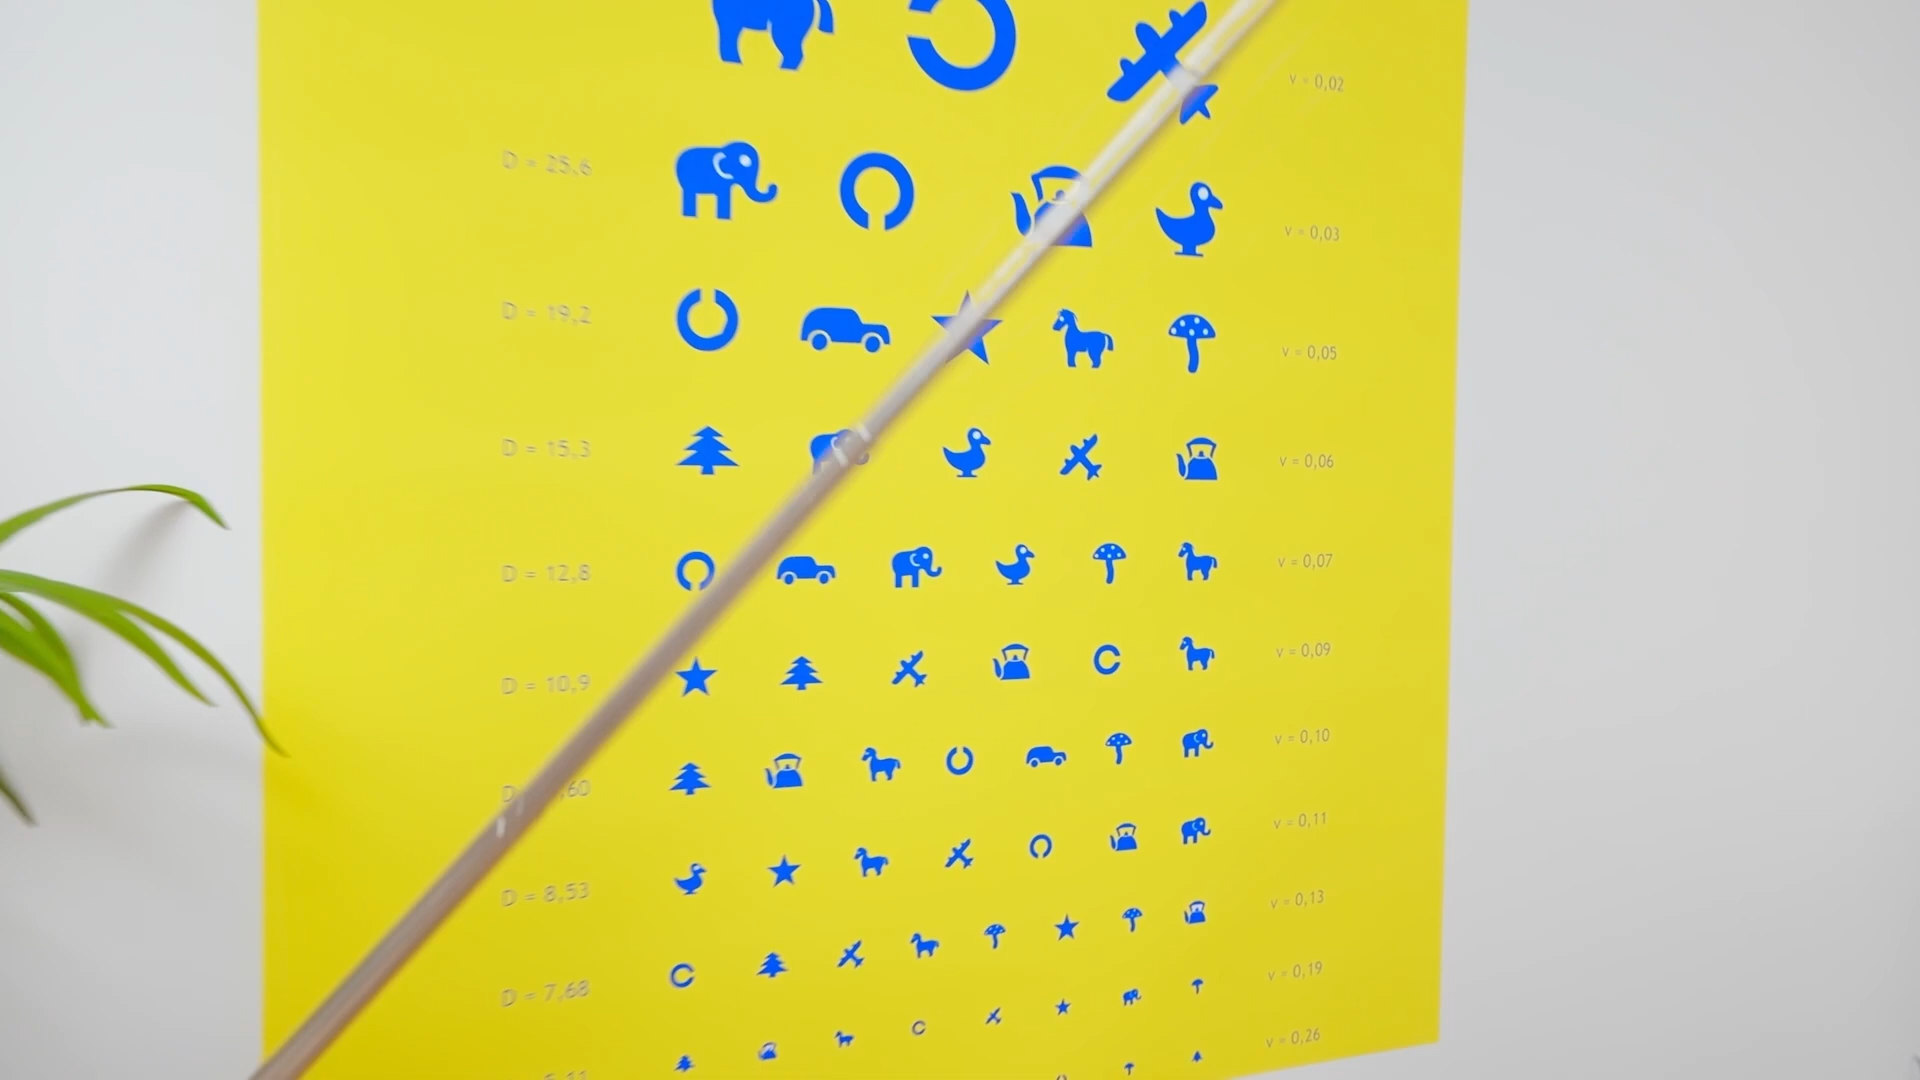 v = 0,02
D = 25,6
v = 0,03
D = 19,2
v = 0,05
D = 15,3
v = 0,06
D = 12,8
v = 0,07
D = 10,9
v = 0,09
v = 0,10
D = 8,53
v = 0,11
D = 7,68
v = 0,13
v = 0,19
v = 0,26